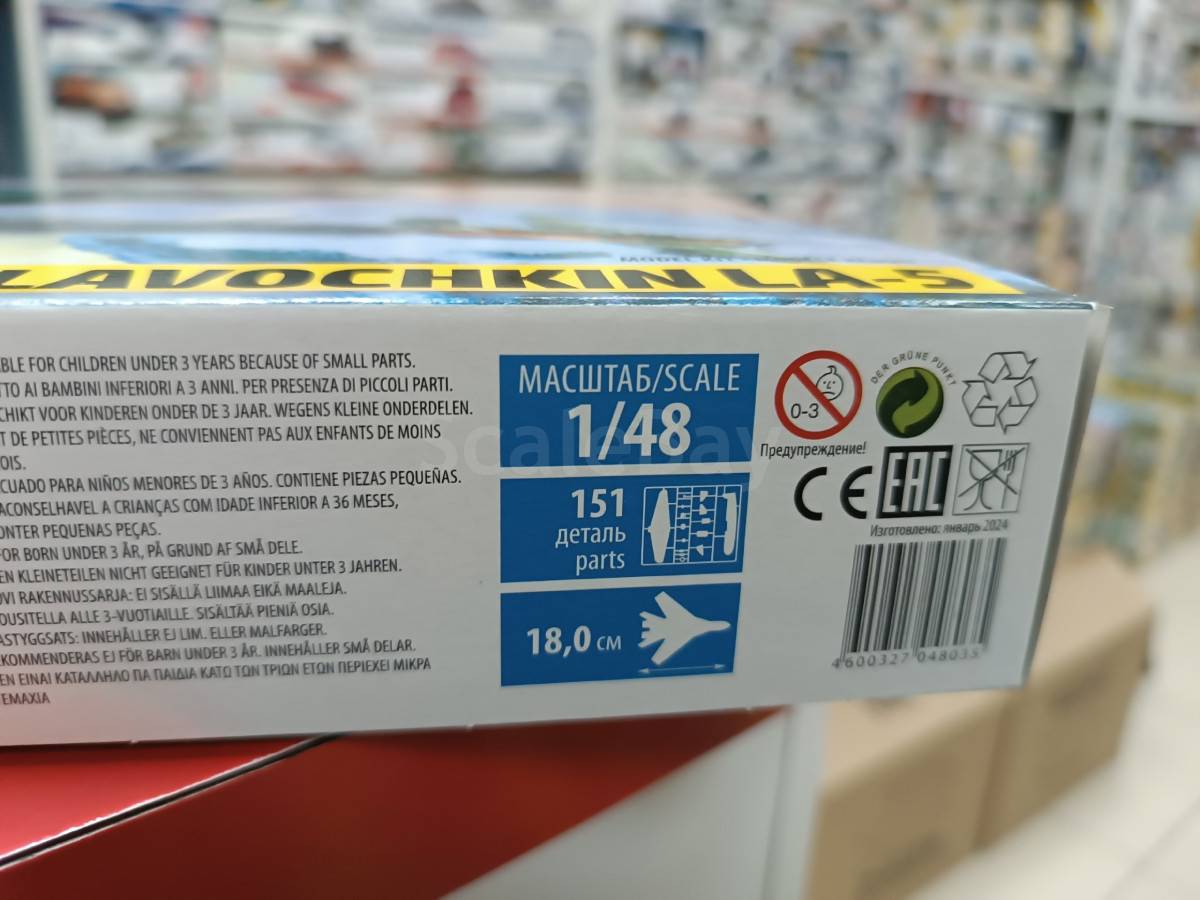 LAVOCHKIN LA-5
BLE FOR CHILDREN UNDER 3 YEARS BECAUSE OF SMALL PARTS.
TTO AI BAMBINI INFERIORI A 3 ANNI. PER PRESENZA DI PICCOLI PARTI.
CHIKT VOOR KINDEREN ONDER DE 3 JAAR. WEGENS KLEINE ONDERDELEN.
T DE PETITES PIÈCES, NE CONVIENNENT PAS AUX ENFANTS DE MOINS
OIS.
CUADO PARA NIÑOS MENORES DE 3 AÑOS. CONTIENE PIEZAS PEQUEÑAS.
ACONSELHAVEL A CRIANÇAS COM IDADE INFERIOR A 36 MESES,
ONTER PEQUENAS PEÇAS.
FOR BORN UNDER 3 ÅR, PÅ GRUND AF SMÅ DELE.
EN KLEINETEILEN NICHT GEEIGNET FÜR KINDER UNTER 3 JAHREN.
OVI RAKENNUSSARJA: EI SISÄLLÄ LIIMAA EIKÄ MAALEJA.
OUSITELLA ALLE 3-VUOTIAILLE. SISÄLTÄÄ PIENIÄ OSIA.
ASTYGGSATS: INNEHÅLLER EJ LIM. ELLER MALFARGER.
KOMMENDERAS EJ FÖR BARN UNDER 3 ÅR. INNEHÅLLER SMÅ DELAR.
EN EINAI KATAΛΛΗΛΟ ΠΑ ΠΑΙΔΙΑ ΚΑΤΩ ΤΩΝ ΤΡΙΩΝ ΕΤΩΝ ΠΕΡΙΕΧΕΙ ΜΙΚΡΑ
ΤΕΜΑΧΙΑ
МАСШТАБ/SCALE
1/48
ScaleBay
151
деталь
parts
18,0 см
0-3
Предупреждение!
DER GRÜNE PUNKT
CE
EAC
Изготовлено: январь 2024
4600327 048035